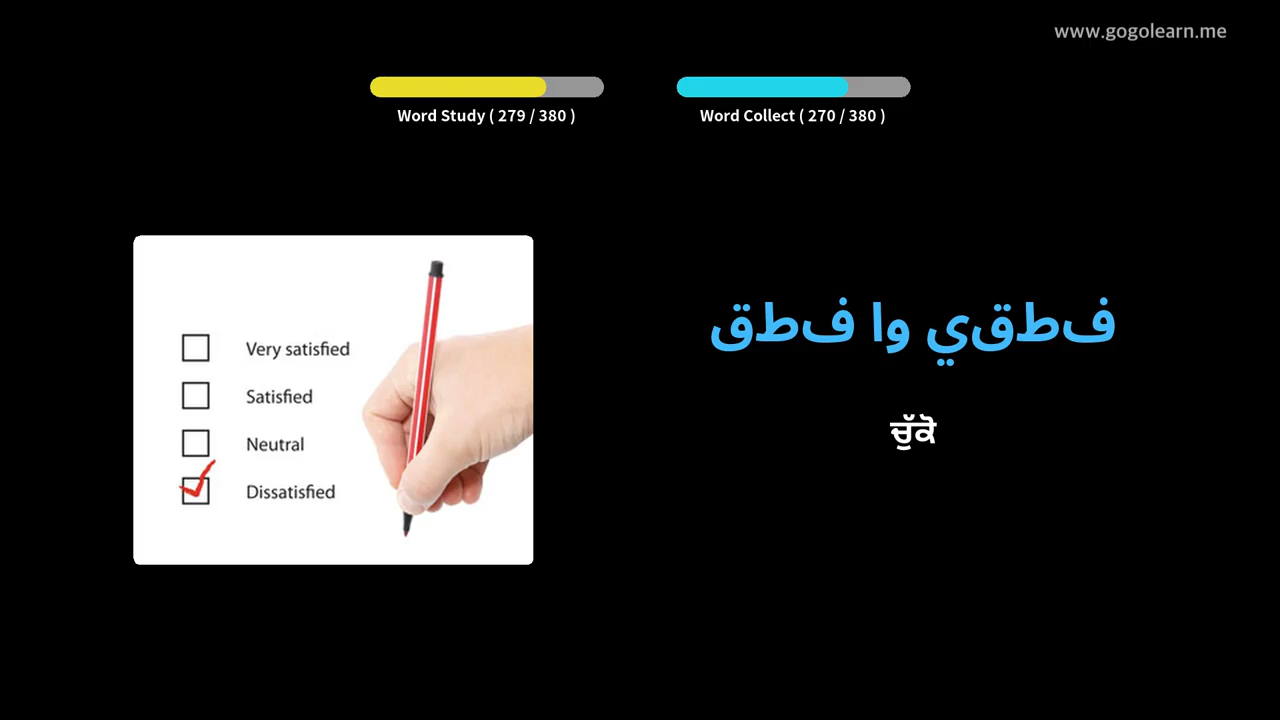 www.gogolearn.me
Word Study ( 279 / 380 )
Word Collect ( 270 / 380 )
Very satisfied
Satisfied
Neutral
Dissatisfied
فطقي وا فطق
ਚੁੱਕੋ